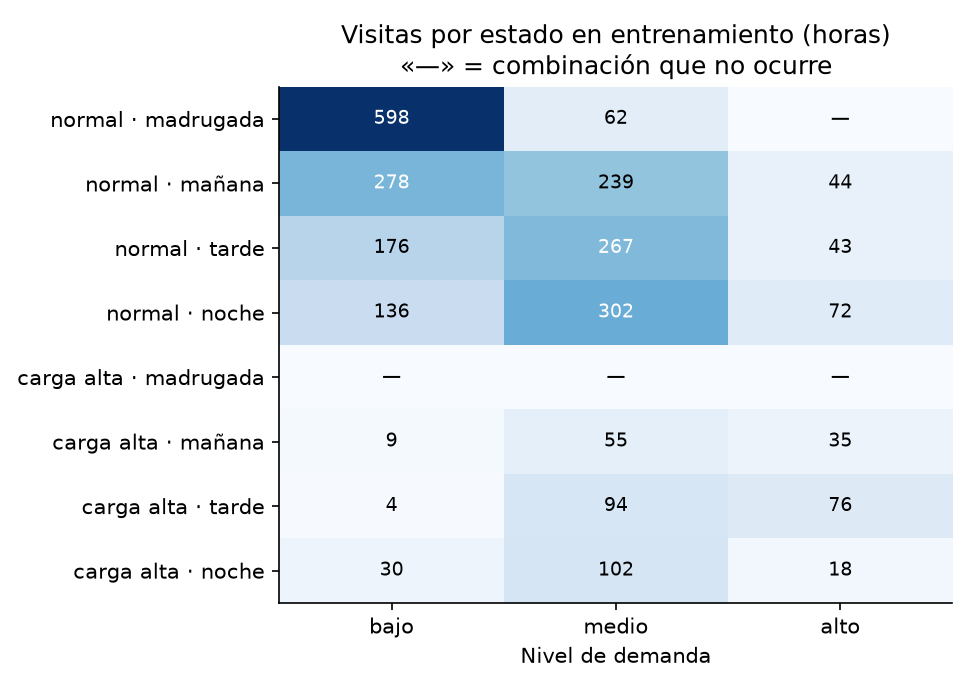 Visitas por estado en entrenamiento (horas)
«—» = combinación que no ocurre
normal · madrugada 598 62 —
normal · mañana 278 239 44
normal · tarde 176 267 43
normal · noche 136 302 72
carga alta · madrugada — — —
carga alta · mañana 9 55 35
carga alta · tarde 4 94 76
carga alta · noche 30 102 18
bajo medio alto
Nivel de demanda